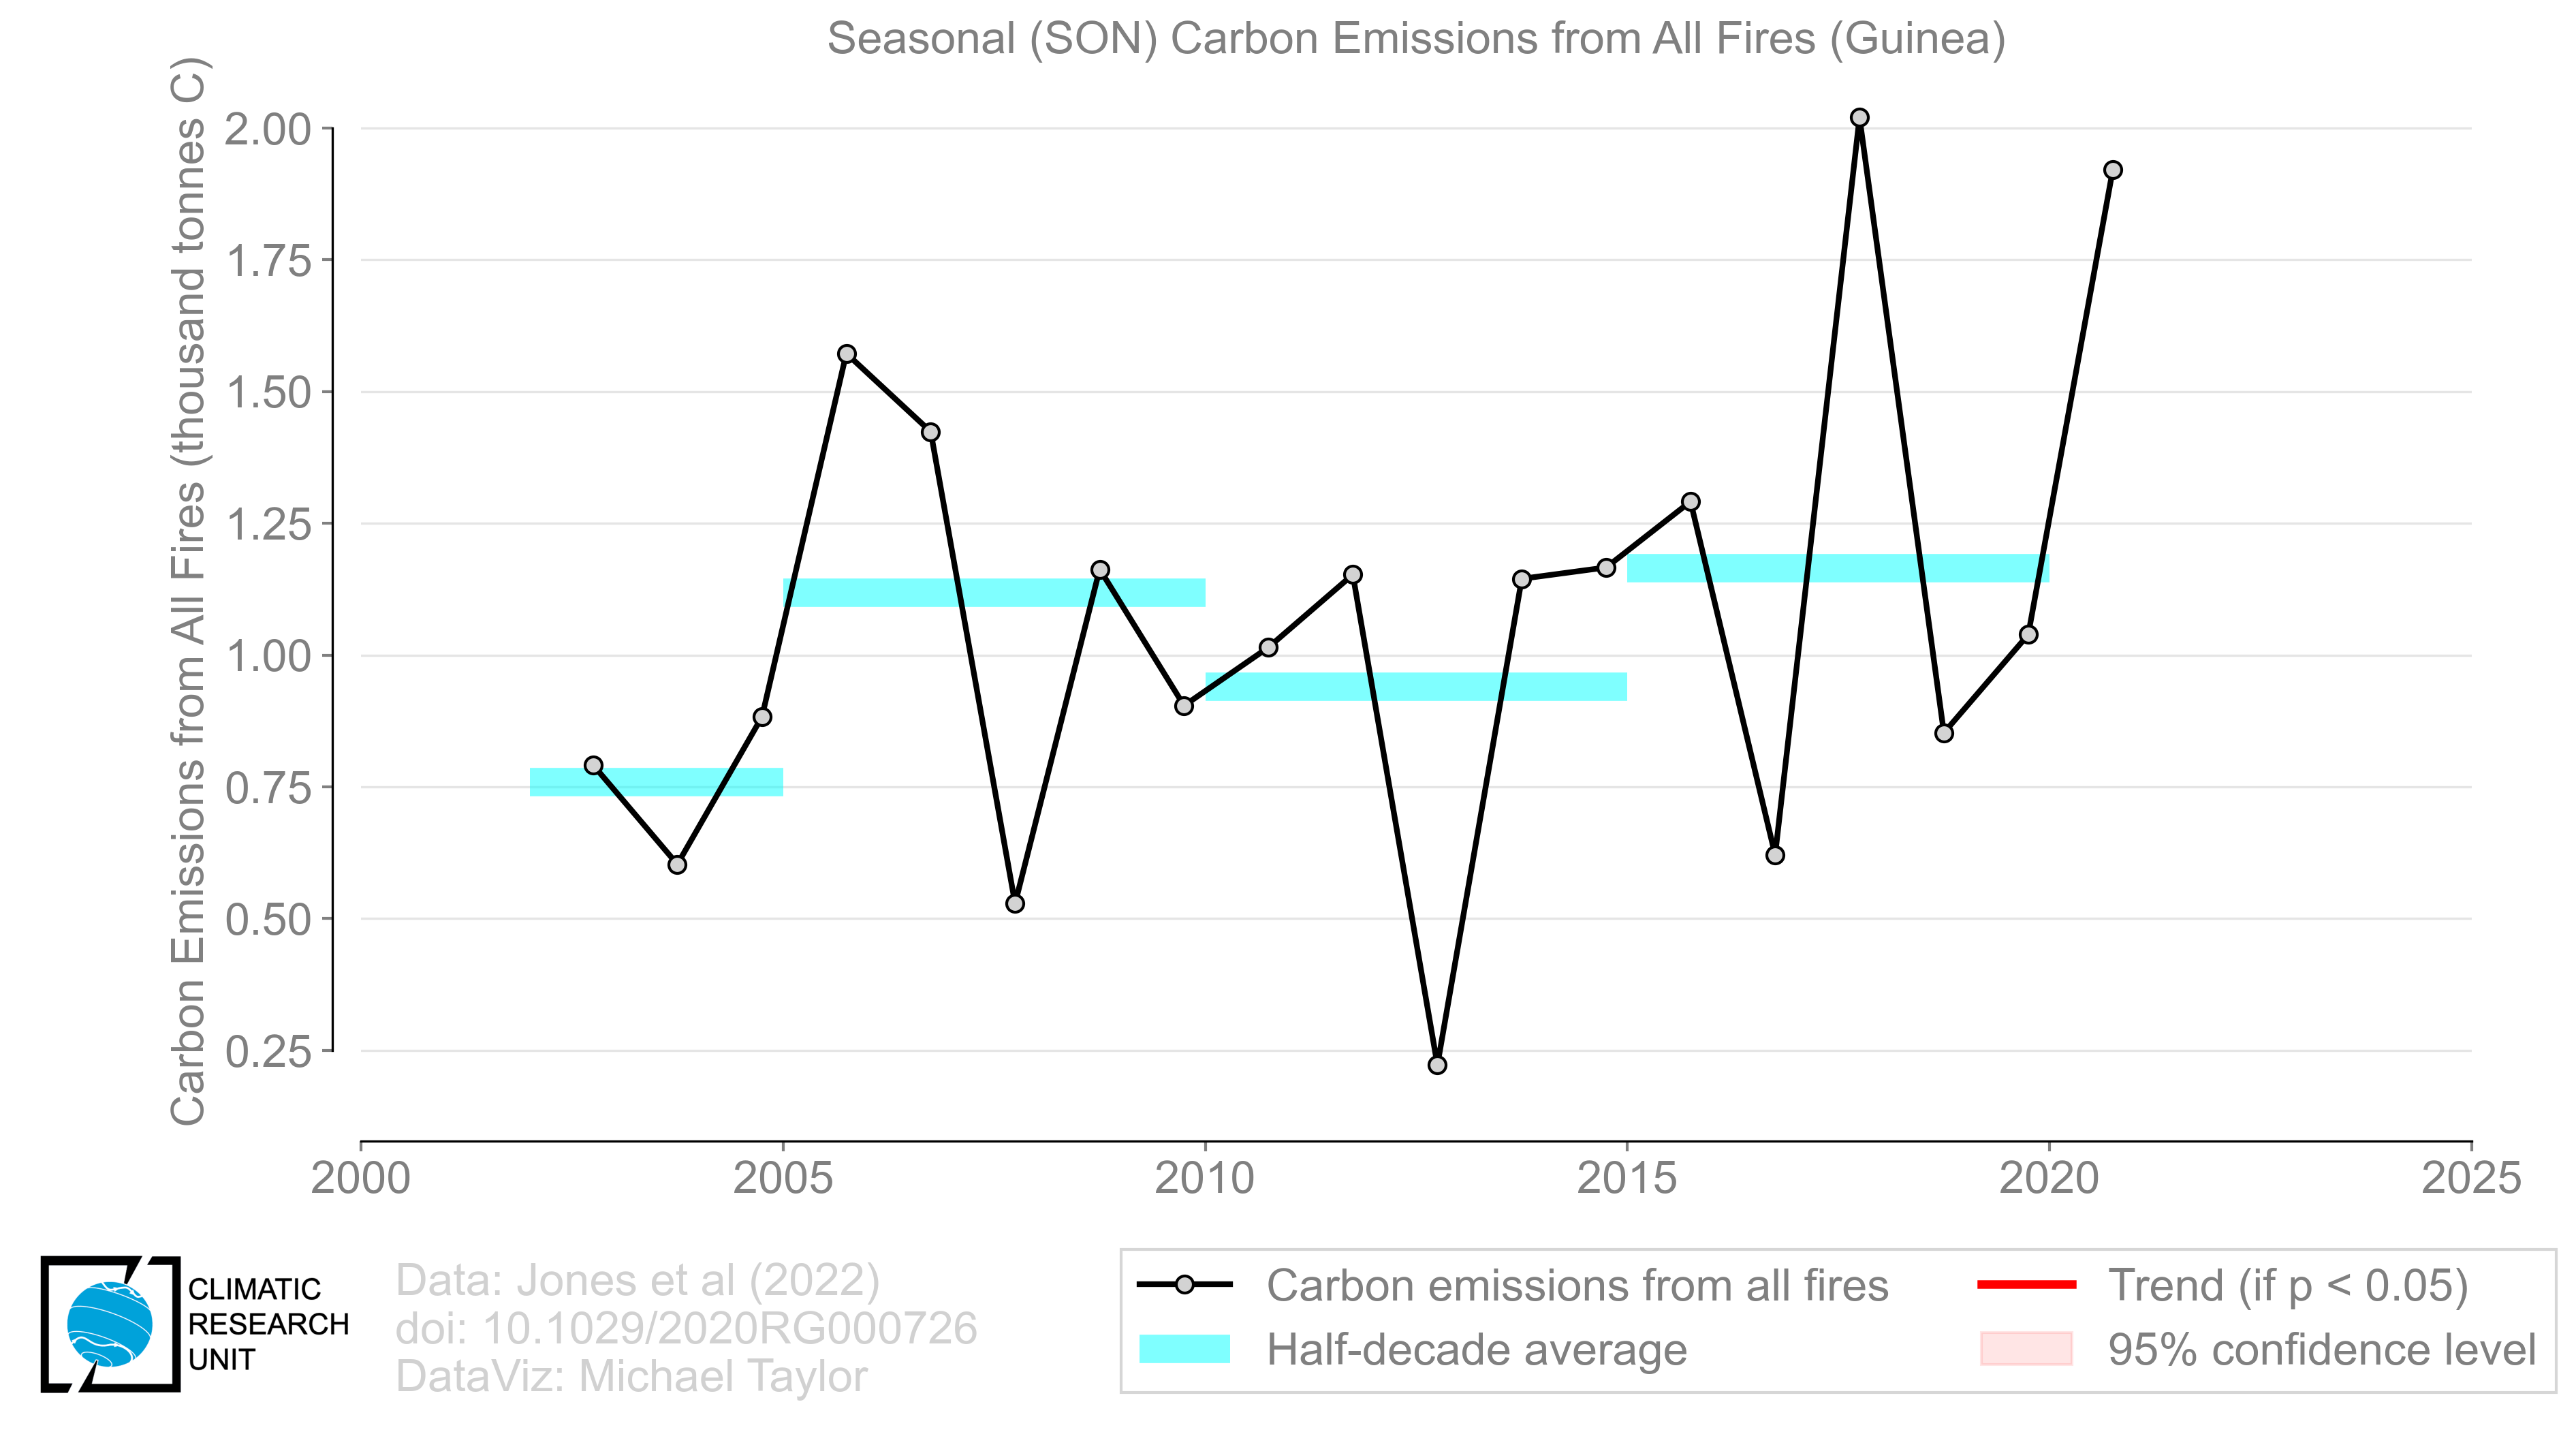 Seasonal (SON) Carbon Emissions from All Fires (Guinea)
Carbon Emissions from All Fires (thousand tonnes C)
2.00
1.75
1.50
1.25
1.00
0.75
0.50
0.25
2000 2005 2010 2015 2020 2025
CLIMATIC
RESEARCH
UNIT
Data: Jones et al (2022)
doi: 10.1029/2020RG000726
DataViz: Michael Taylor
Carbon emissions from all fires
Half-decade average
Trend (if p < 0.05)
95% confidence level